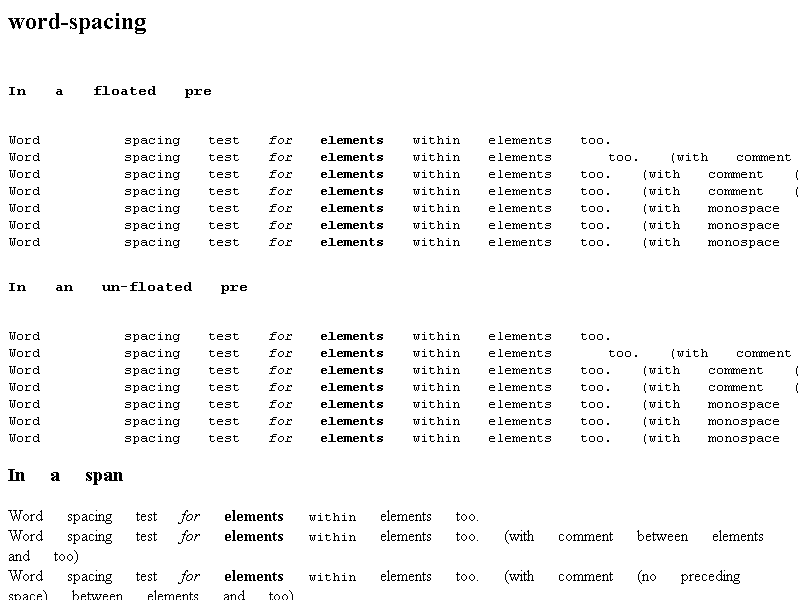 word-spacing
In a floated pre
Word spacing test for elements within elements too.
Word spacing test for elements within elements too. (with comment
Word spacing test for elements within elements too. (with comment (
Word spacing test for elements within elements too. (with comment (
Word spacing test for elements within elements too. (with monospace
Word spacing test for elements within elements too. (with monospace
Word spacing test for elements within elements too. (with monospace
In an un-floated pre
Word spacing test for elements within elements too.
Word spacing test for elements within elements too. (with comment
Word spacing test for elements within elements too. (with comment (
Word spacing test for elements within elements too. (with comment (
Word spacing test for elements within elements too. (with monospace
Word spacing test for elements within elements too. (with monospace
Word spacing test for elements within elements too. (with monospace
In a span
Word spacing test for elements within elements too.
Word spacing test for elements within elements too. (with comment between elements
and too)
Word spacing test for elements within elements too. (with comment (no preceding
space) between elements and too)